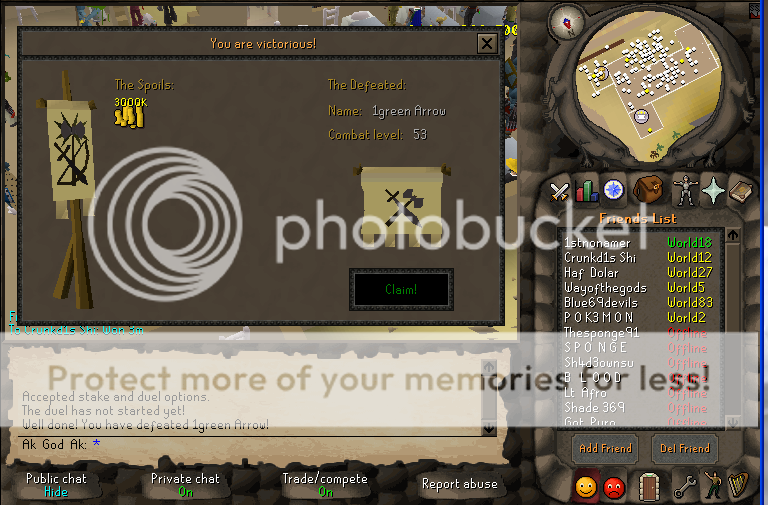 You are victorious!
The Spoils:
3000K
The Defeated:
Name: 1green Arrow
Combat level: 53
Claim!
photobucket
Protect more of your memories for less!
Accepted stake and duel options.
The duel has not started yet!
Well done! You have defeated 1green Arrow!
Ak God Ak: *
Public chat
Hide
Private chat
On
Trade/compete
On
Report abuse
Friends List
1stnonamer World18
Crunkd1s Shi World12
Haf Dolar World27
Wayofthegods World5
Blue69devils World83
P O K3 M O N World2
Thesponge91 Offline
S P O N G E Offline
Sh4d3ownsu Offline
B L O O D Offline
Lt Afro Offline
Shade 369 Offline
Add Friend
Del Friend